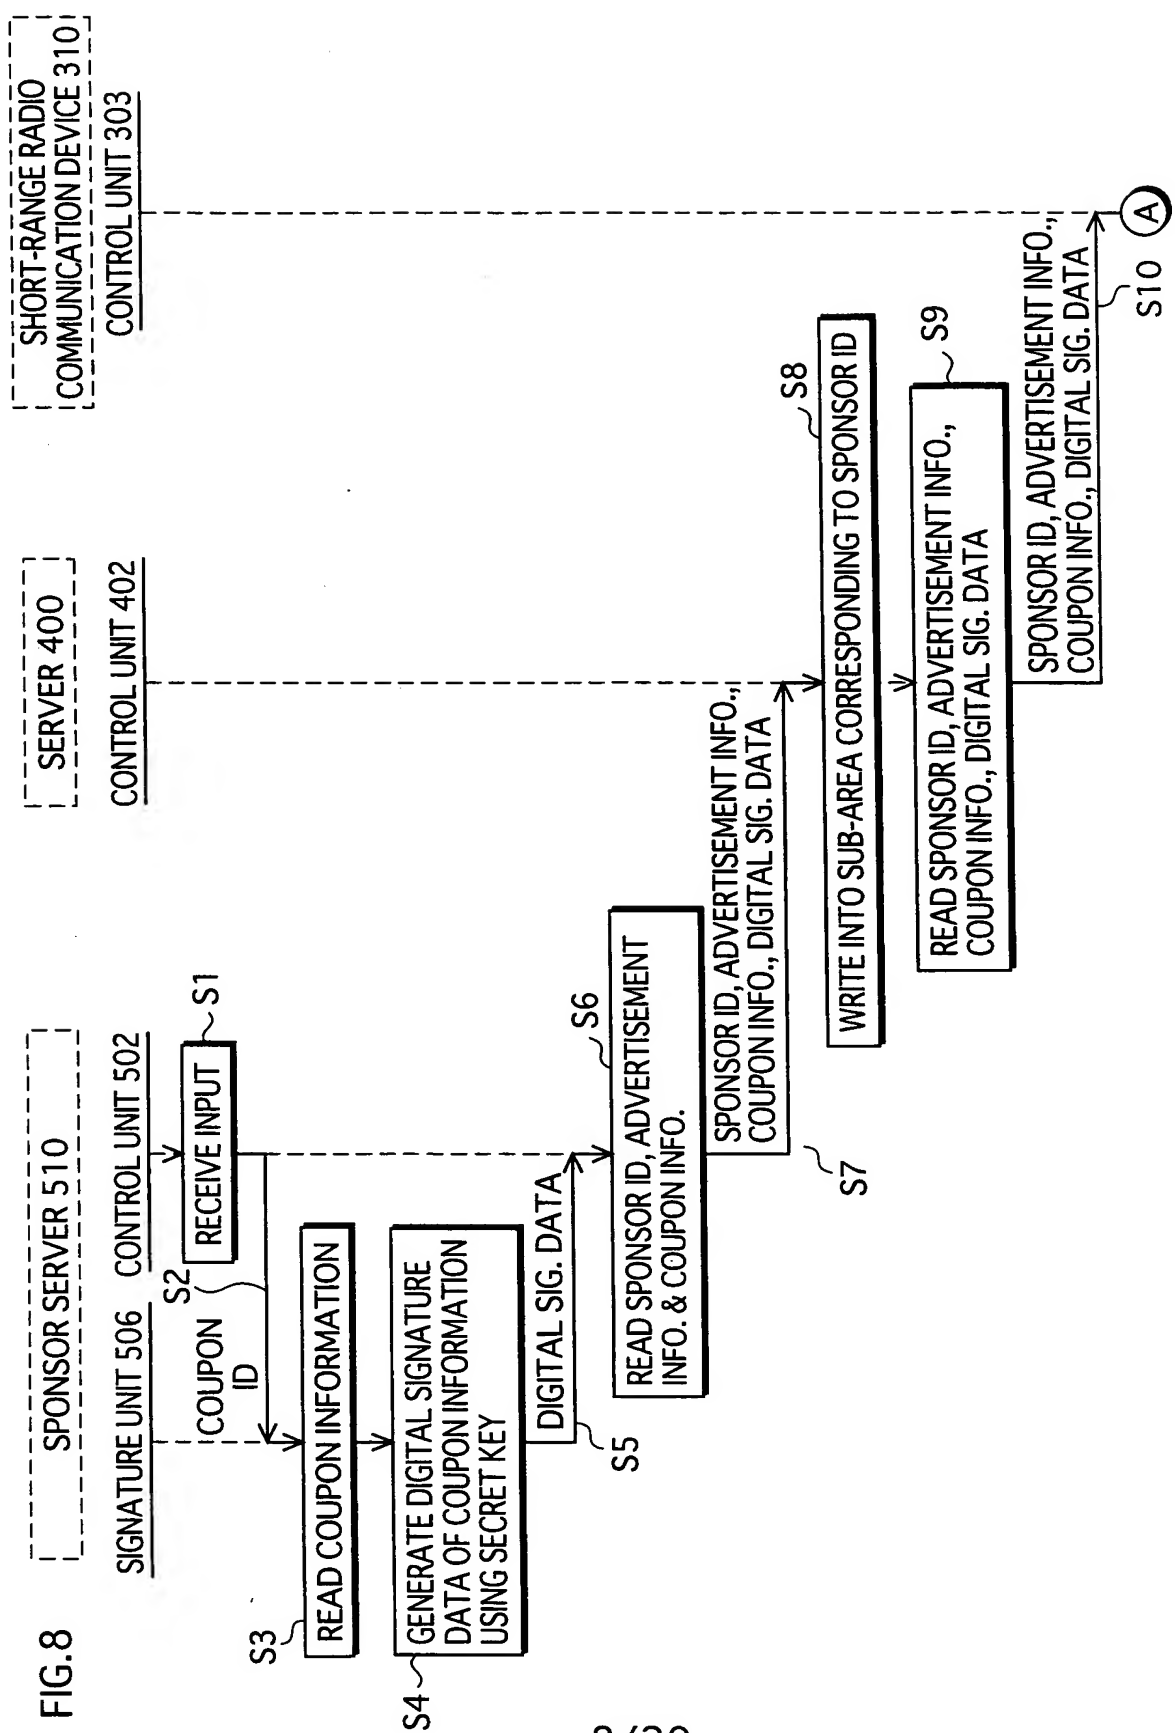 FIG.8
SPONSOR SERVER 510
SERVER 400
SHORT-RANGE RADIO
COMMUNICATION DEVICE 310
SIGNATURE UNIT 506
CONTROL UNIT 502
CONTROL UNIT 402
CONTROL UNIT 303
RECEIVE INPUT
S1
S2
COUPON
ID
S3
READ COUPON INFORMATION
S4
GENERATE DIGITAL SIGNATURE
DATA OF COUPON INFORMATION
USING SECRET KEY
DIGITAL SIG. DATA
S5
S6
READ SPONSOR ID, ADVERTISEMENT
INFO. & COUPON INFO.
SPONSOR ID, ADVERTISEMENT INFO.,
COUPON INFO., DIGITAL SIG. DATA
S7
S8
WRITE INTO SUB-AREA CORRESPONDING TO SPONSOR ID
S9
READ SPONSOR ID, ADVERTISEMENT INFO.,
COUPON INFO., DIGITAL SIG. DATA
SPONSOR ID, ADVERTISEMENT INFO.,
COUPON INFO., DIGITAL SIG. DATA
S10
A